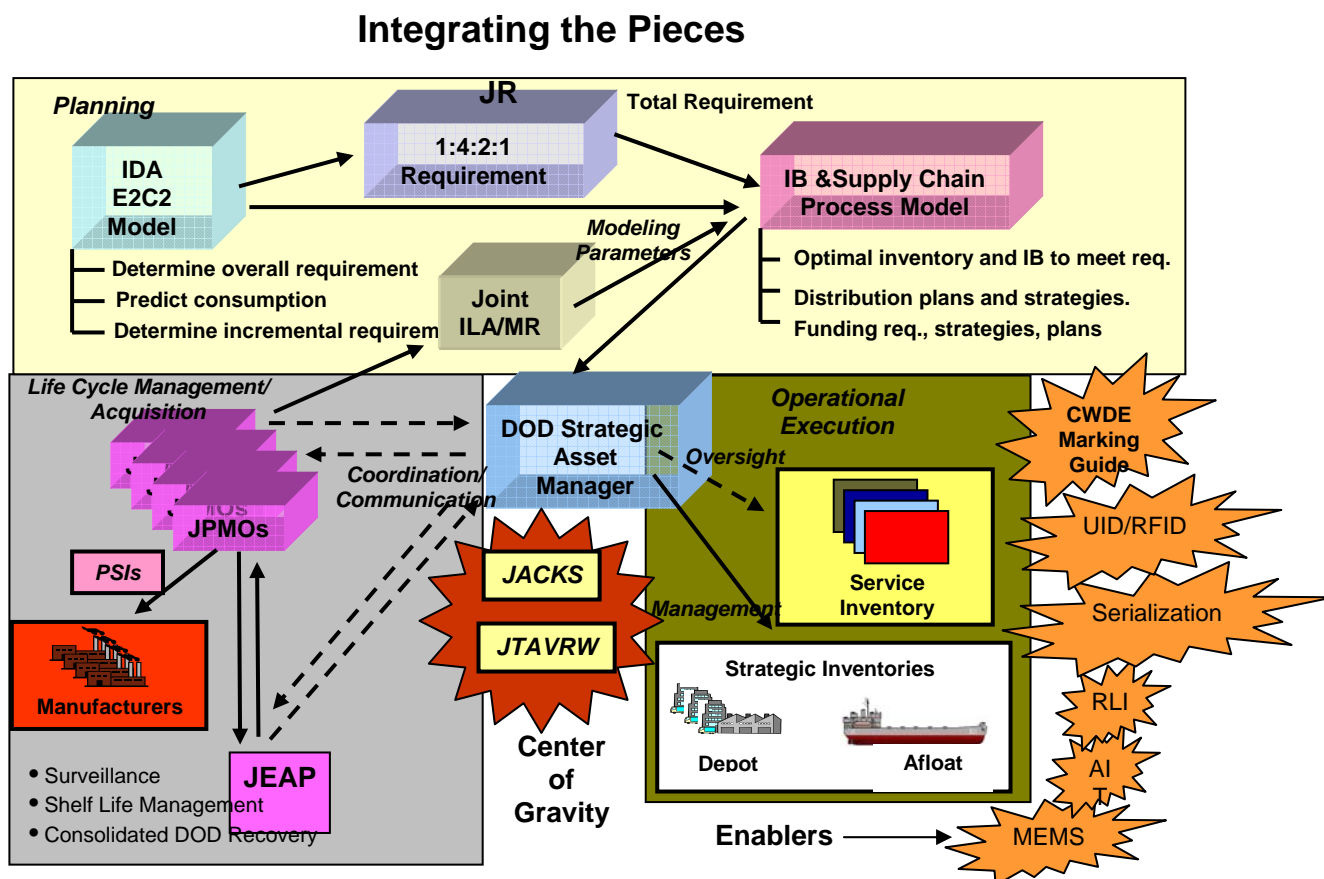 Integrating the Pieces
Planning
JR
Total Requirement
IDA
E2C2
Model
1:4:2:1
Requirement
IB &Supply Chain
Process Model
Modeling
Parameters
Determine overall requirement
Predict consumption
Determine incremental requirem
Joint
ILA/MR
Optimal inventory and IB to meet req.
Distribution plans and strategies.
Funding req., strategies, plans
Life Cycle Management/
Acquisition
DOD Strategic
Asset
Manager
Operational
Execution
Oversight
CWDE
Marking
Guide
Coordination/
Communication
JPMOs
PSIs
Manufacturers
JACKS
JTAVRW
Management
Service
Inventory
UID/RFID
Serialization
Strategic Inventories
Depot
Afloat
RLI
AI
T
MEMS
JEAP
• Surveillance
• Shelf Life Management
• Consolidated DOD Recovery
Center
of
Gravity
Enablers